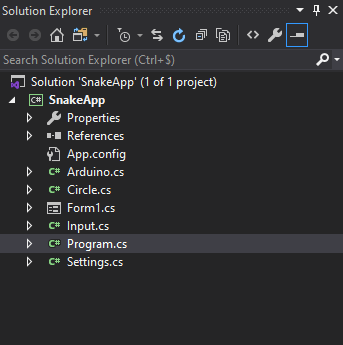 Solution Explorer
Search Solution Explorer (Ctrl+$)
Solution 'SnakeApp' (1 of 1 project)
C# SnakeApp
Properties
References
App.config
C# Arduino.cs
C# Circle.cs
Form1.cs
C# Input.cs
C# Program.cs
C# Settings.cs